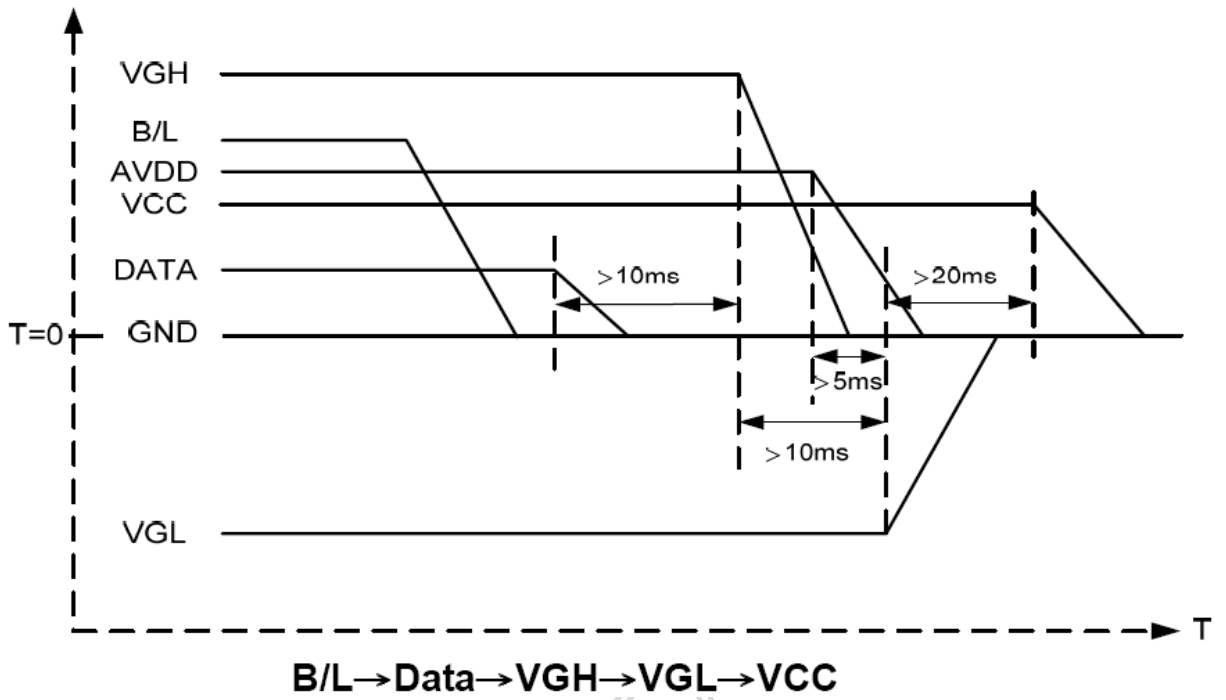 VGH
B/L
AVDD
VCC
DATA
>10ms
>20ms
T=0
GND
>5ms
>10ms
VGL
T
B/L→Data→VGH→VGL→VCC